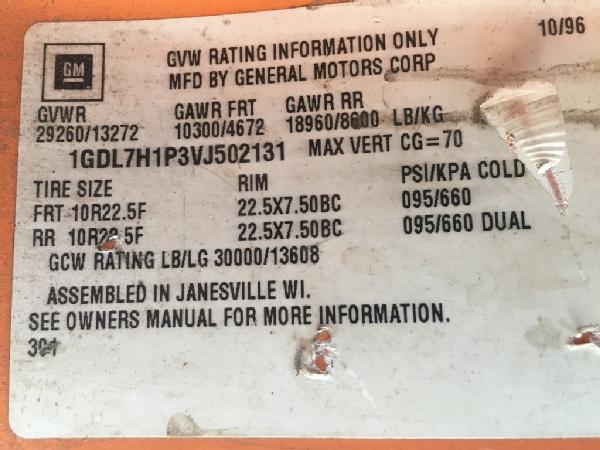 10/96
GM
GVW RATING INFORMATION ONLY
MFD BY GENERAL MOTORS CORP
GVWR GAWR FRT GAWR RR
29260/13272 10300/4672 18960/8600 LB/KG
1GDL7H1P3VJ502131 MAX VERT CG=70
TIRE SIZE RIM PSI/KPA COLD
FRT 10R22.5F 22.5X7.50BC 095/660
RR 10R22.5F 22.5X7.50BC 095/660 DUAL
GCW RATING LB/LG 30000/13608
ASSEMBLED IN JANESVILLE WI.
SEE OWNERS MANUAL FOR MORE INFORMATION.